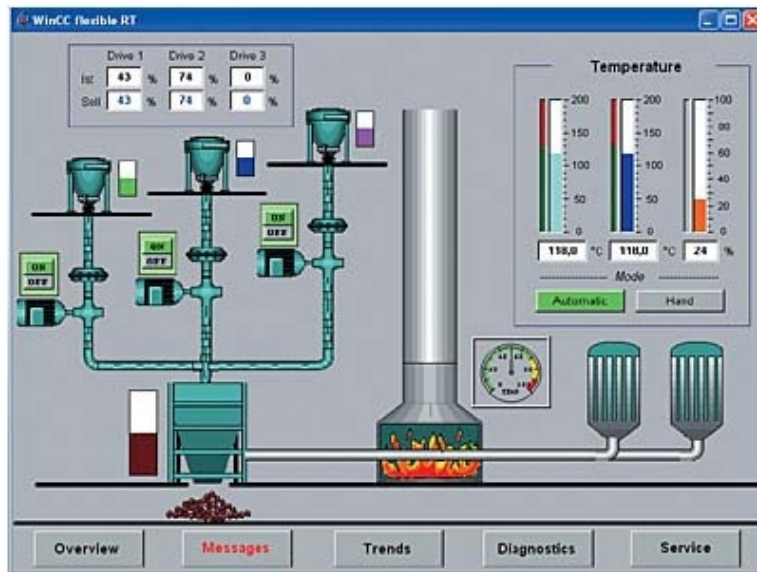 WinCC flexible RT
Drive 1 Drive 2 Drive 3
Ist 43 % 74 % 0 %
Soll 43 % 74 % 0 %
ON
OFF
ON
OFF
ON
OFF
Temperature
200 200 100
150 150 80
60
100 100
40
50 50
20
0 0 0
118,0 °C 118,0 °C 24 %
Mode
Automatic Hand
Overview Messages Trends Diagnostics Service